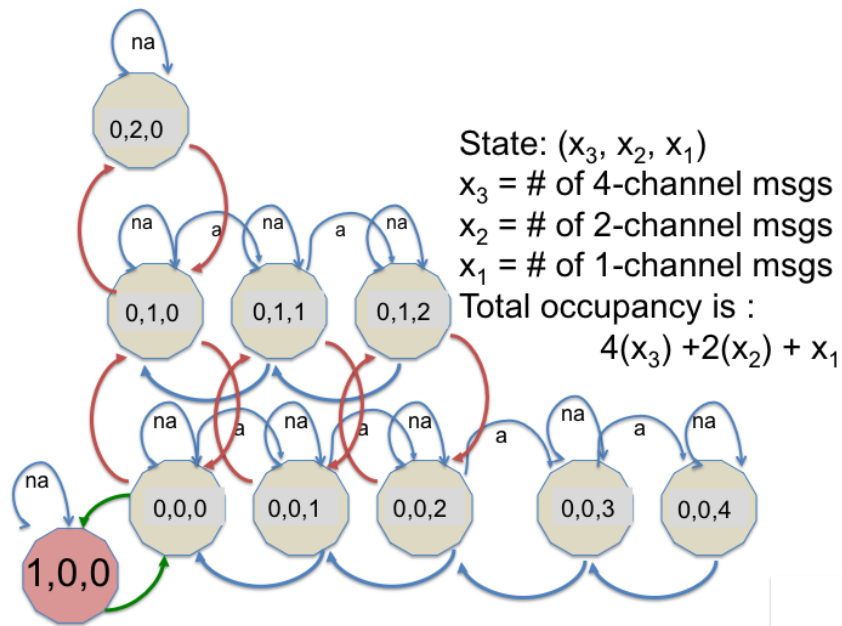 na
0,2,0
State: (x3, x2, x1)
x3 = # of 4-channel msgs
x2 = # of 2-channel msgs
x1 = # of 1-channel msgs
Total occupancy is :
4(x3) +2(x2) + x1
na a na a na
0,1,0 0,1,1 0,1,2
na a na a na a na a na
0,0,0 0,0,1 0,0,2 0,0,3 0,0,4
na
1,0,0